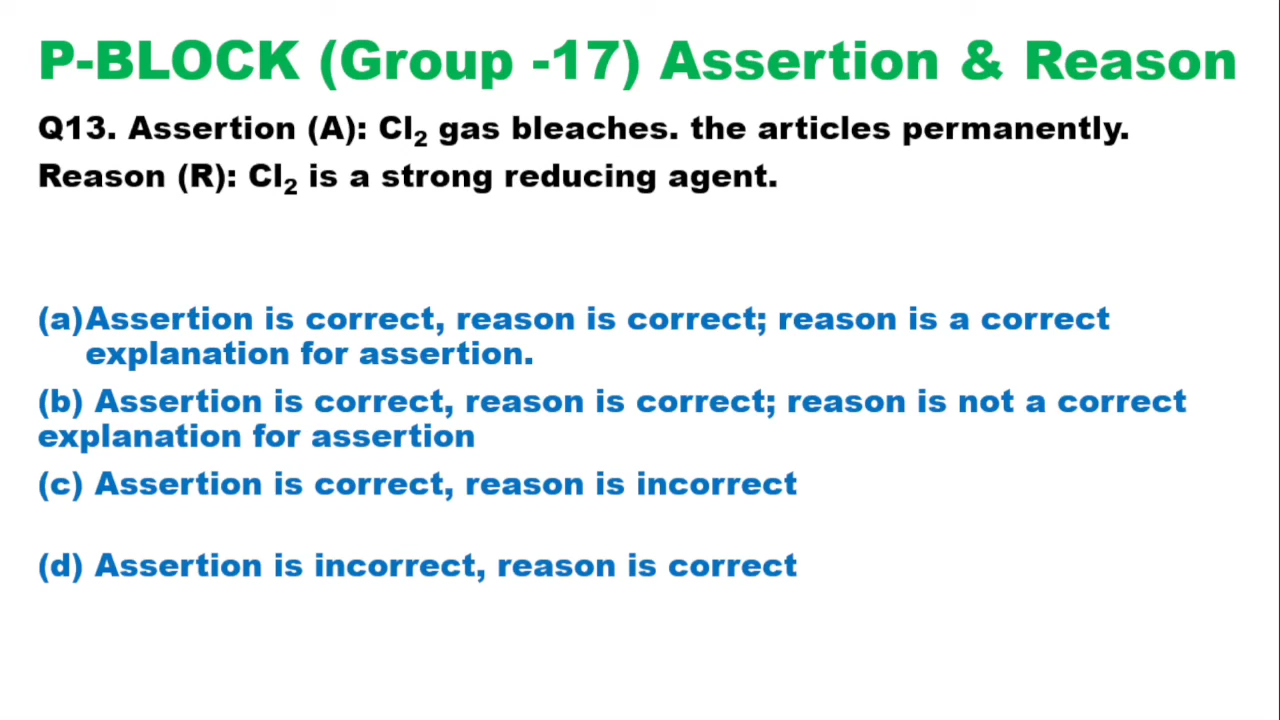 P-BLOCK (Group -17) Assertion & Reason
Q13. Assertion (A): Cl₂ gas bleaches. the articles permanently.
Reason (R): Cl₂ is a strong reducing agent.
(a)Assertion is correct, reason is correct; reason is a correct
explanation for assertion.
(b) Assertion is correct, reason is correct; reason is not a correct
explanation for assertion
(c) Assertion is correct, reason is incorrect
(d) Assertion is incorrect, reason is correct